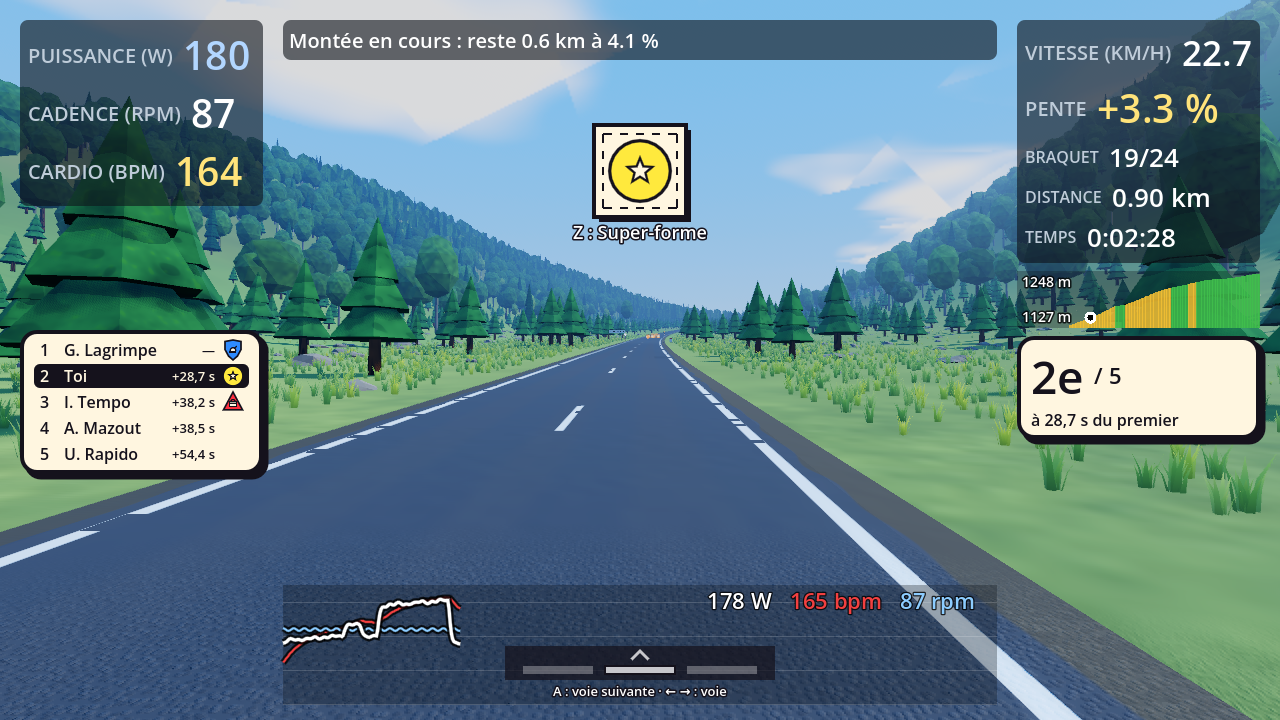 PUISSANCE (W) 180
CADENCE (RPM) 87
CARDIO (BPM) 164
Montée en cours : reste 0.6 km à 4.1 %
Z : Super-forme
VITESSE (KM/H) 22.7
PENTE +3.3 %
BRAQUET 19/24
DISTANCE 0.90 km
TEMPS 0:02:28
1248 m
1127 m
1 G. Lagrimpe —
2 Toi +28,7 s
3 I. Tempo +38,2 s
4 A. Mazout +38,5 s
5 U. Rapido +54,4 s
2e / 5
à 28,7 s du premier
178 W 165 bpm 87 rpm
A : voie suivante · ← → : voie